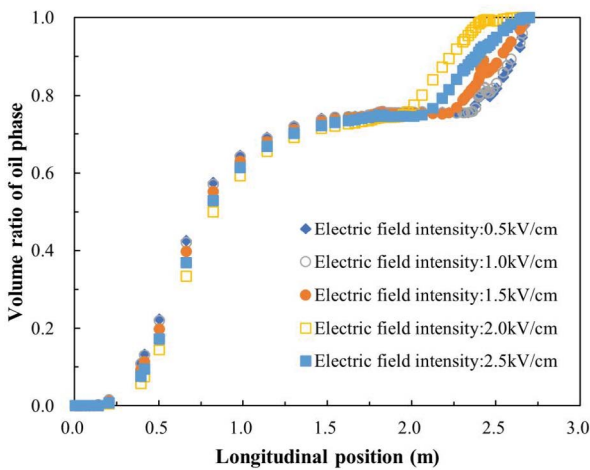 1.0
0.8
0.6
0.4
0.2
0.0
Volume ratio of oil phase
Electric field intensity:0.5kV/cm
Electric field intensity:1.0kV/cm
Electric field intensity:1.5kV/cm
Electric field intensity:2.0kV/cm
Electric field intensity:2.5kV/cm
0.0 0.5 1.0 1.5 2.0 2.5 3.0
Longitudinal position (m)